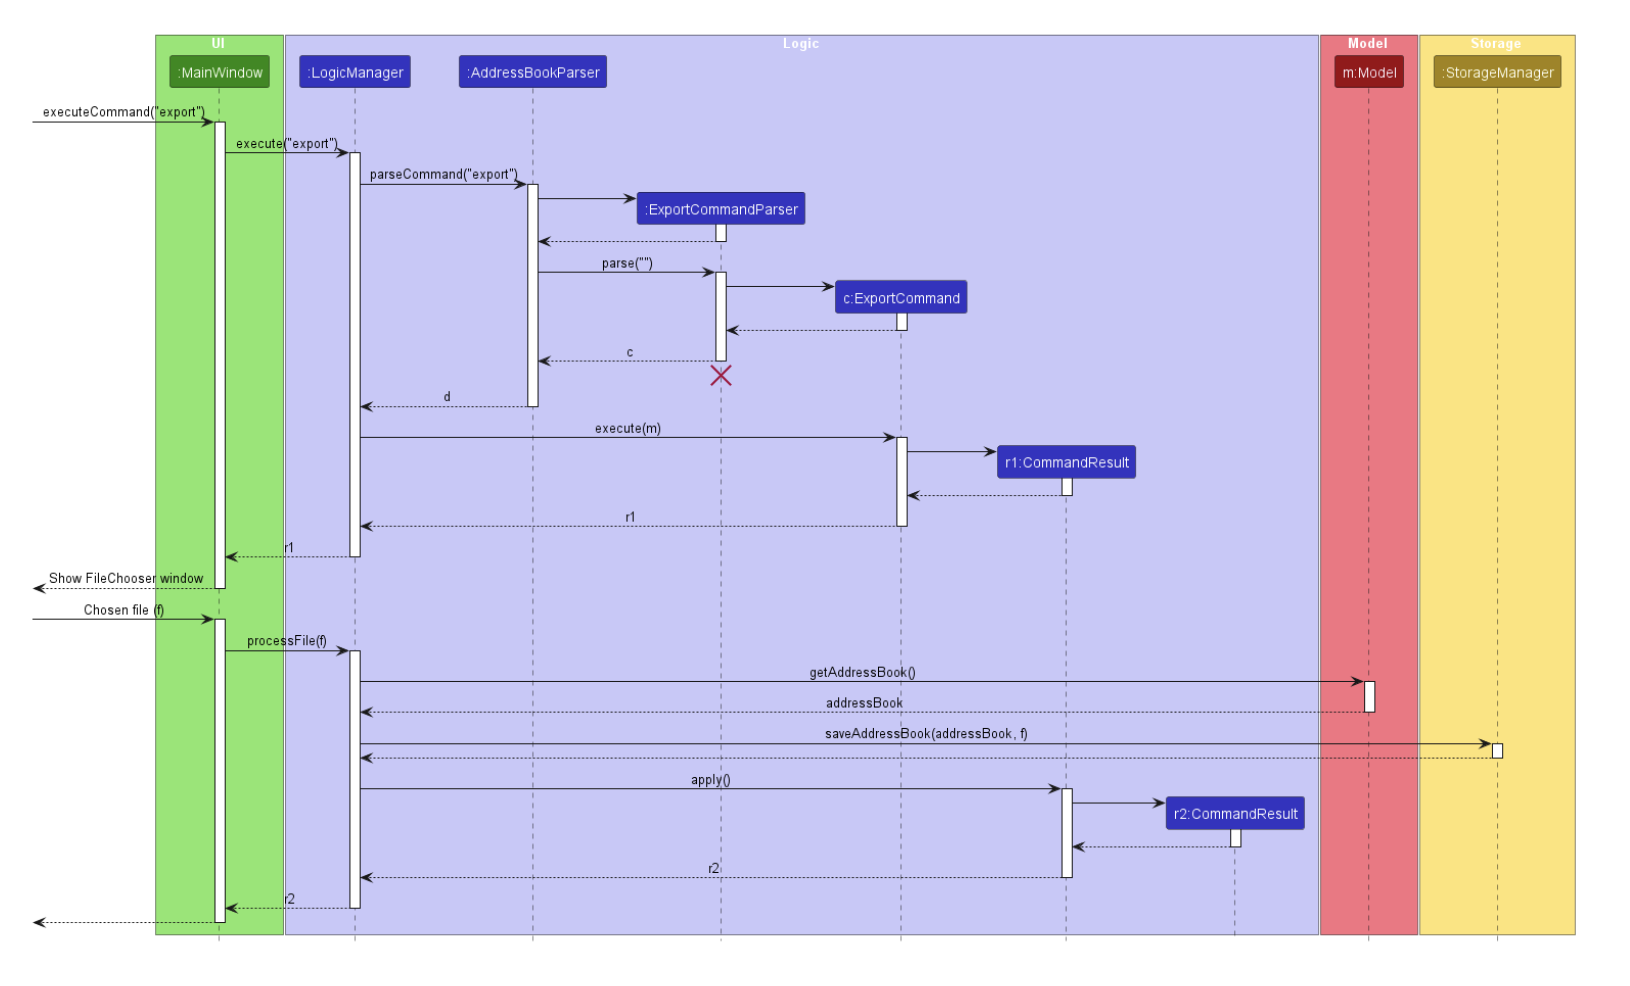 UI
Logic
Model
Storage
:MainWindow
:LogicManager
:AddressBookParser
m:Model
:StorageManager
executeCommand("export")
execute("export")
parseCommand("export")
:ExportCommandParser
parse("")
c:ExportCommand
c
d
execute(m)
r1:CommandResult
r1
r1
Show FileChooser window
Chosen file (f)
processFile(f)
getAddressBook()
addressBook
saveAddressBook(addressBook, f)
apply()
r2:CommandResult
r2
r2